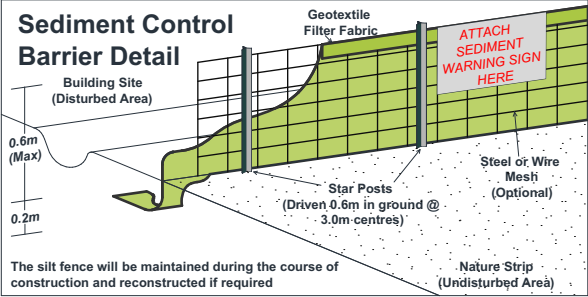 Sediment Control
Barrier Detail
Geotextile
Filter Fabric
ATTACH
SEDIMENT
WARNING SIGN
HERE
Building Site
(Disturbed Area)
0.6m
(Max)
0.2m
Steel or Wire
Mesh
(Optional)
Star Posts
(Driven 0.6m in ground @
3.0m centres)
The silt fence will be maintained during the course of
construction and reconstructed if required
Nature Strip
(Undisturbed Area)